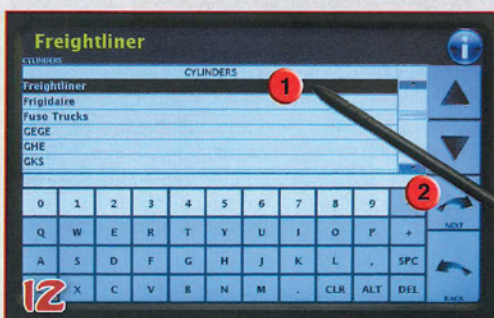 Freightliner
i
CYLINDERS
CYLINDERS
Freightliner
1
Frigidaire
Fuso Trucks
GEGE
GHE
GKS
2
0 1 2 3 4 5 6 7 8 9
NEXT
Q W E R T Y U I O P +
A S D F G H J K L . SPC
12 X C V B N M . CLR ALT DEL
BACK